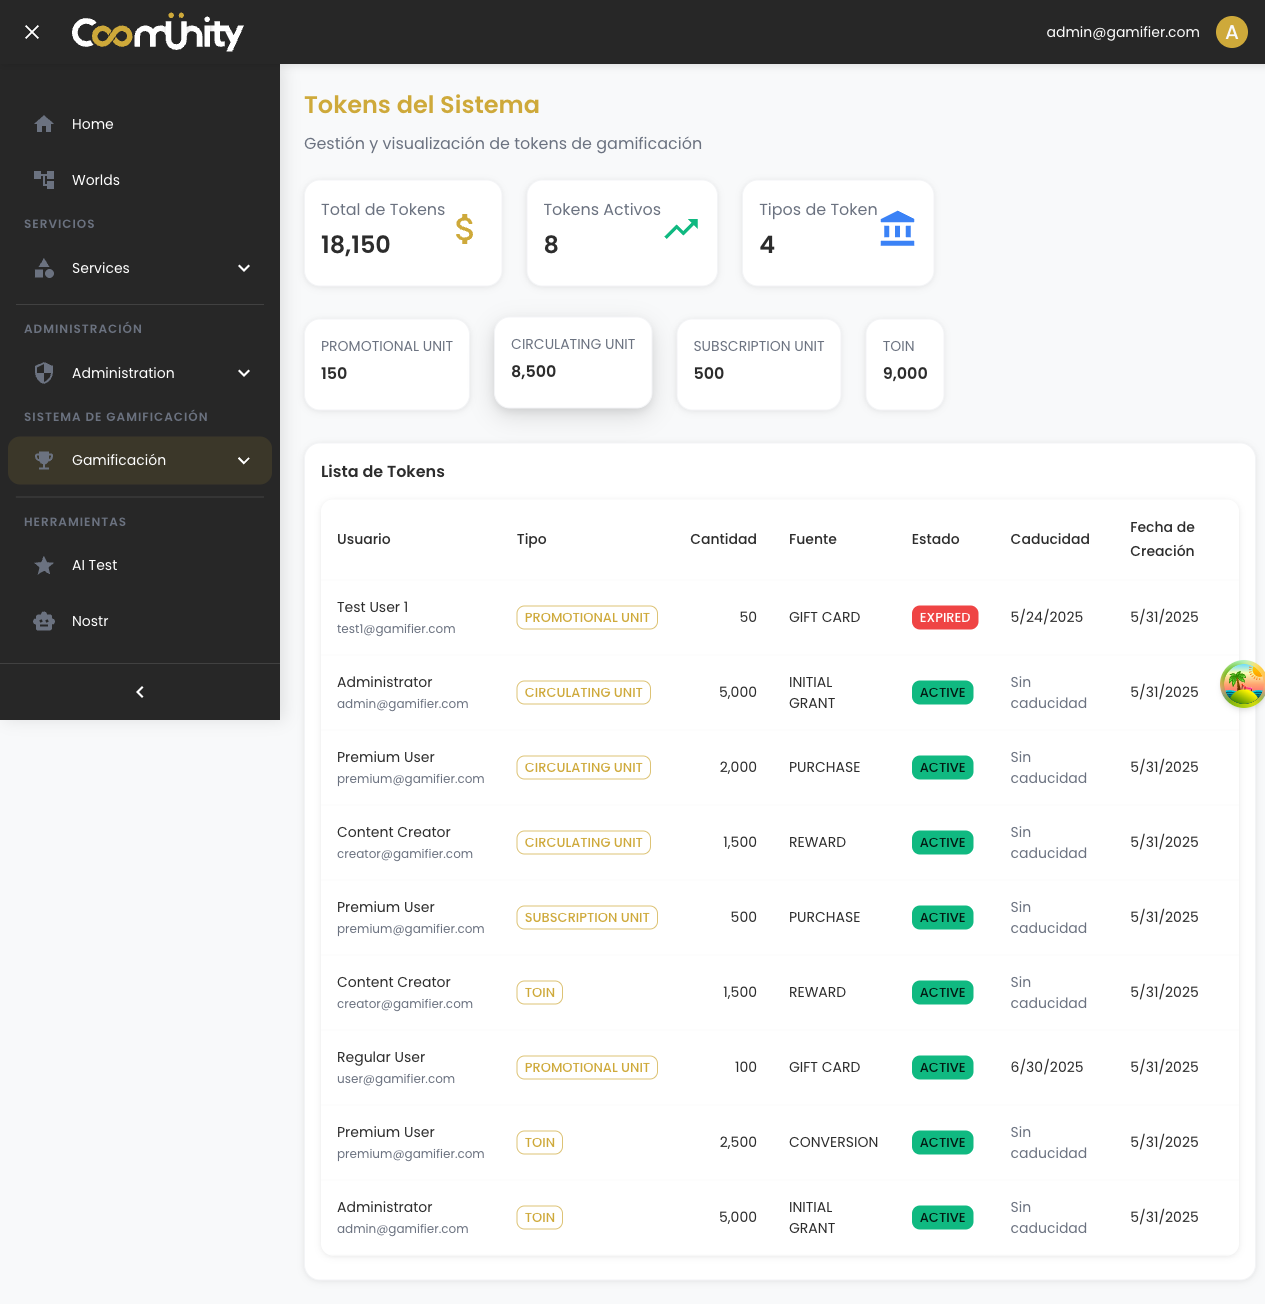 Coomünity
admin@gamifier.com
A
Home
Worlds
SERVICIOS
Services
ADMINISTRACIÓN
Administration
SISTEMA DE GAMIFICACIÓN
Gamificación
HERRAMIENTAS
AI Test
Nostr
Tokens del Sistema
Gestión y visualización de tokens de gamificación
Total de Tokens
18,150
Tokens Activos
8
Tipos de Token
4
PROMOTIONAL UNIT
150
CIRCULATING UNIT
8,500
SUBSCRIPTION UNIT
500
TOIN
9,000
Lista de Tokens
Usuario Tipo Cantidad Fuente Estado Caducidad Fecha de
Creación
Test User 1
test1@gamifier.com
PROMOTIONAL UNIT 50 GIFT CARD EXPIRED 5/24/2025 5/31/2025
Administrator
admin@gamifier.com
CIRCULATING UNIT 5,000 INITIAL
GRANT
ACTIVE Sin
caducidad
5/31/2025
Premium User
premium@gamifier.com
CIRCULATING UNIT 2,000 PURCHASE ACTIVE Sin
caducidad
5/31/2025
Content Creator
creator@gamifier.com
CIRCULATING UNIT 1,500 REWARD ACTIVE Sin
caducidad
5/31/2025
Premium User
premium@gamifier.com
SUBSCRIPTION UNIT 500 PURCHASE ACTIVE Sin
caducidad
5/31/2025
Content Creator
creator@gamifier.com
TOIN 1,500 REWARD ACTIVE Sin
caducidad
5/31/2025
Regular User
user@gamifier.com
PROMOTIONAL UNIT 100 GIFT CARD ACTIVE 6/30/2025 5/31/2025
Premium User
premium@gamifier.com
TOIN 2,500 CONVERSION ACTIVE Sin
caducidad
5/31/2025
Administrator
admin@gamifier.com
TOIN 5,000 INITIAL
GRANT
ACTIVE Sin
caducidad
5/31/2025